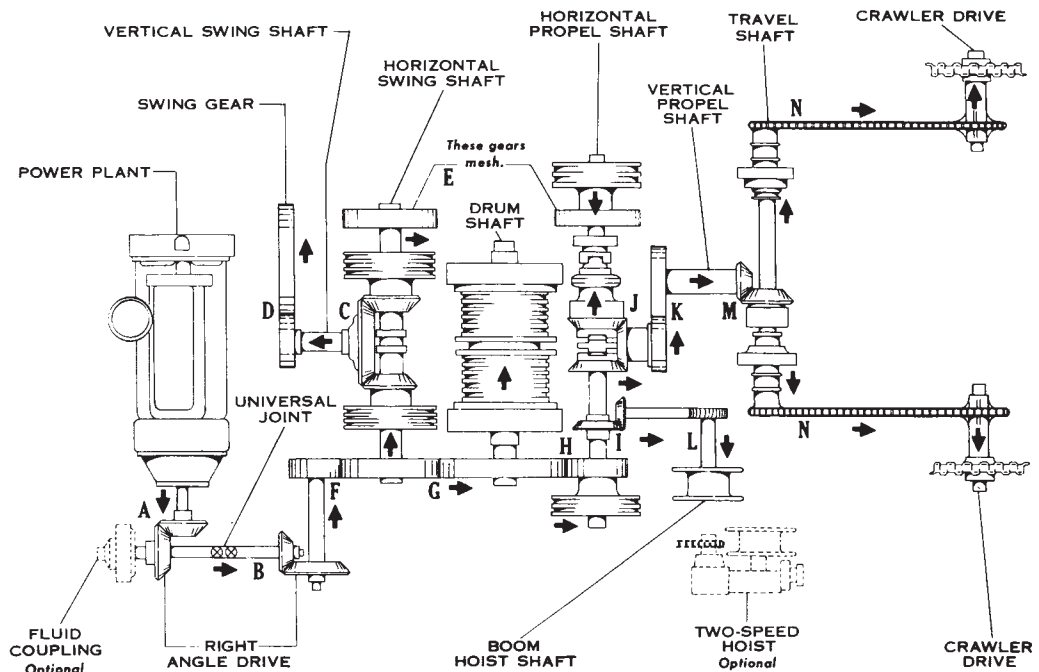 VERTICAL SWING SHAFT
HORIZONTAL
SWING SHAFT
HORIZONTAL
PROPEL SHAFT
TRAVEL
SHAFT
CRAWLER DRIVE
SWING GEAR
VERTICAL
PROPEL
SHAFT
N
These gears
mesh.
E
POWER PLANT
DRUM
SHAFT
D
C
J
K
M
UNIVERSAL
JOINT
N
H
I
L
F
G
A
B
FLUID
COUPLING
Optional
RIGHT
ANGLE DRIVE
BOOM
HOIST SHAFT
TWO-SPEED
HOIST
Optional
CRAWLER
DRIVE